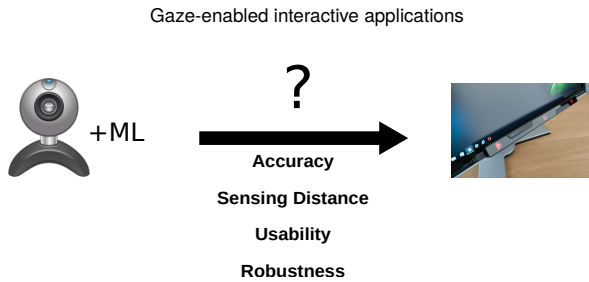 Gaze-enabled interactive applications
?
+ML
Accuracy
Sensing Distance
Usability
Robustness